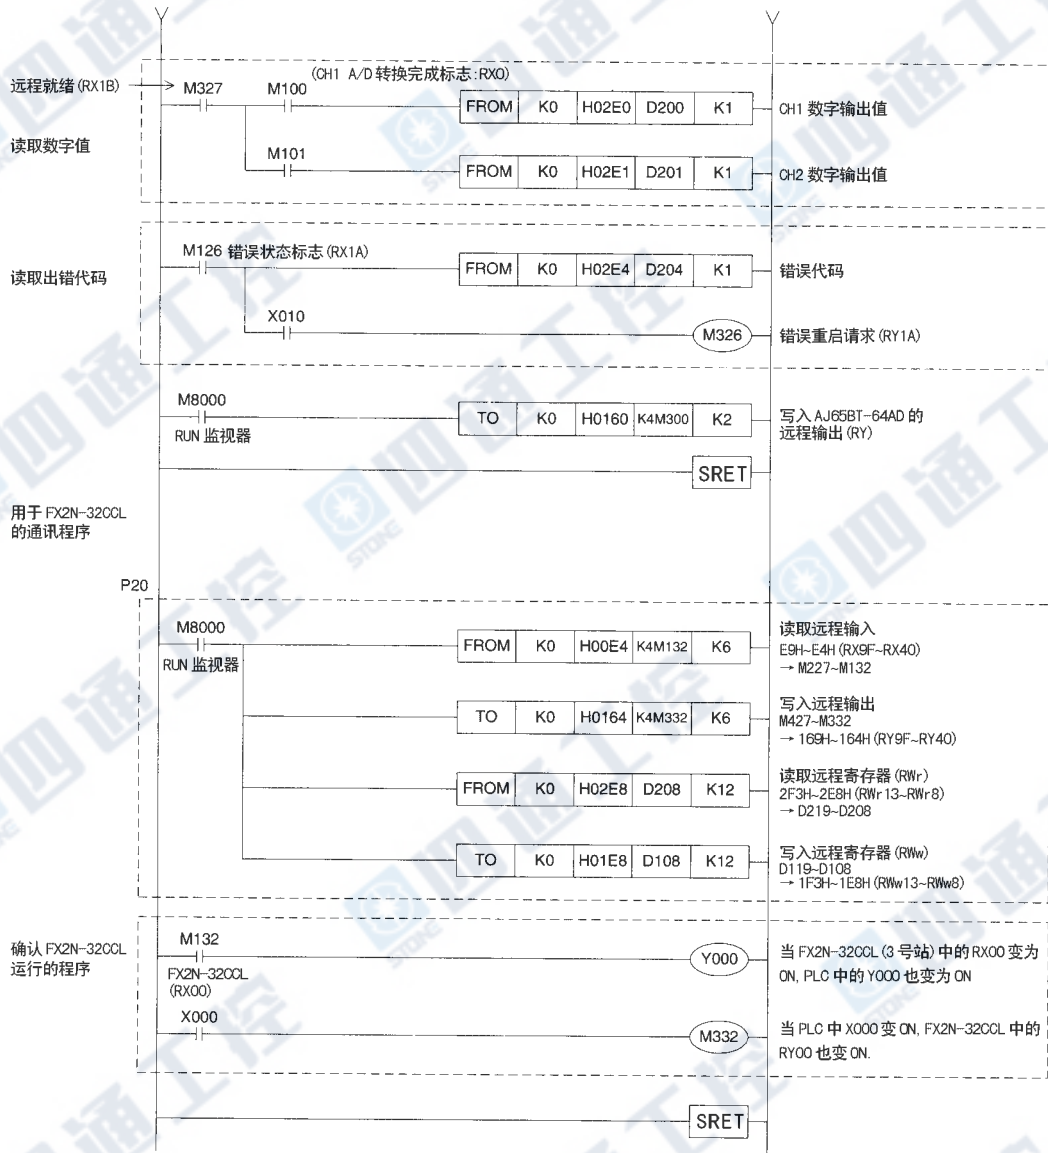 (CH1 A/D 转换完成标志:RX0)
远程就绪(RX1B)
M327 M100
FROM K0 H02E0 D200 K1
CH1 数字输出值
读取数字值
M101
FROM K0 H02E1 D201 K1
CH2 数字输出值
M126 错误状态标志(RX1A)
读取出错代码
FROM K0 H02E4 D204 K1
错误代码
X010
M326
错误重启请求(RY1A)
M8000
RUN 监视器
TO K0 H0160 K4M300 K2
写入 AJ65BT-64AD 的
远程输出(RY)
SRET
用于 FX2N-32CCL
的通讯程序
P20
M8000
RUN 监视器
FROM K0 H00E4 K4M132 K6
读取远程输入
E9H~E4H(RX9F~RX40)
→ M227~M132
TO K0 H0164 K4M332 K6
写入远程输出
M427~M332
→ 169H~164H(RY9F~RY40)
FROM K0 H02E8 D208 K12
读取远程寄存器(RWr)
2F3H~2E8H(RWr13~RWr8)
→ D219~D208
TO K0 H01E8 D108 K12
写入远程寄存器(RWw)
D119~D108
→ 1F3H~1E8H(RWw13~RWw8)
确认 FX2N-32CCL
运行的程序
M132
FX2N-32CCL
(RX00)
Y000
当 FX2N-32CCL(3 号站)中的 RX00 变为
ON, PLC 中的 Y000 也变为 ON
X000
M332
当 PLC 中 X000 变 ON, FX2N-32CCL 中的
RY00 也变 ON.
SRET
四通工控
STONE